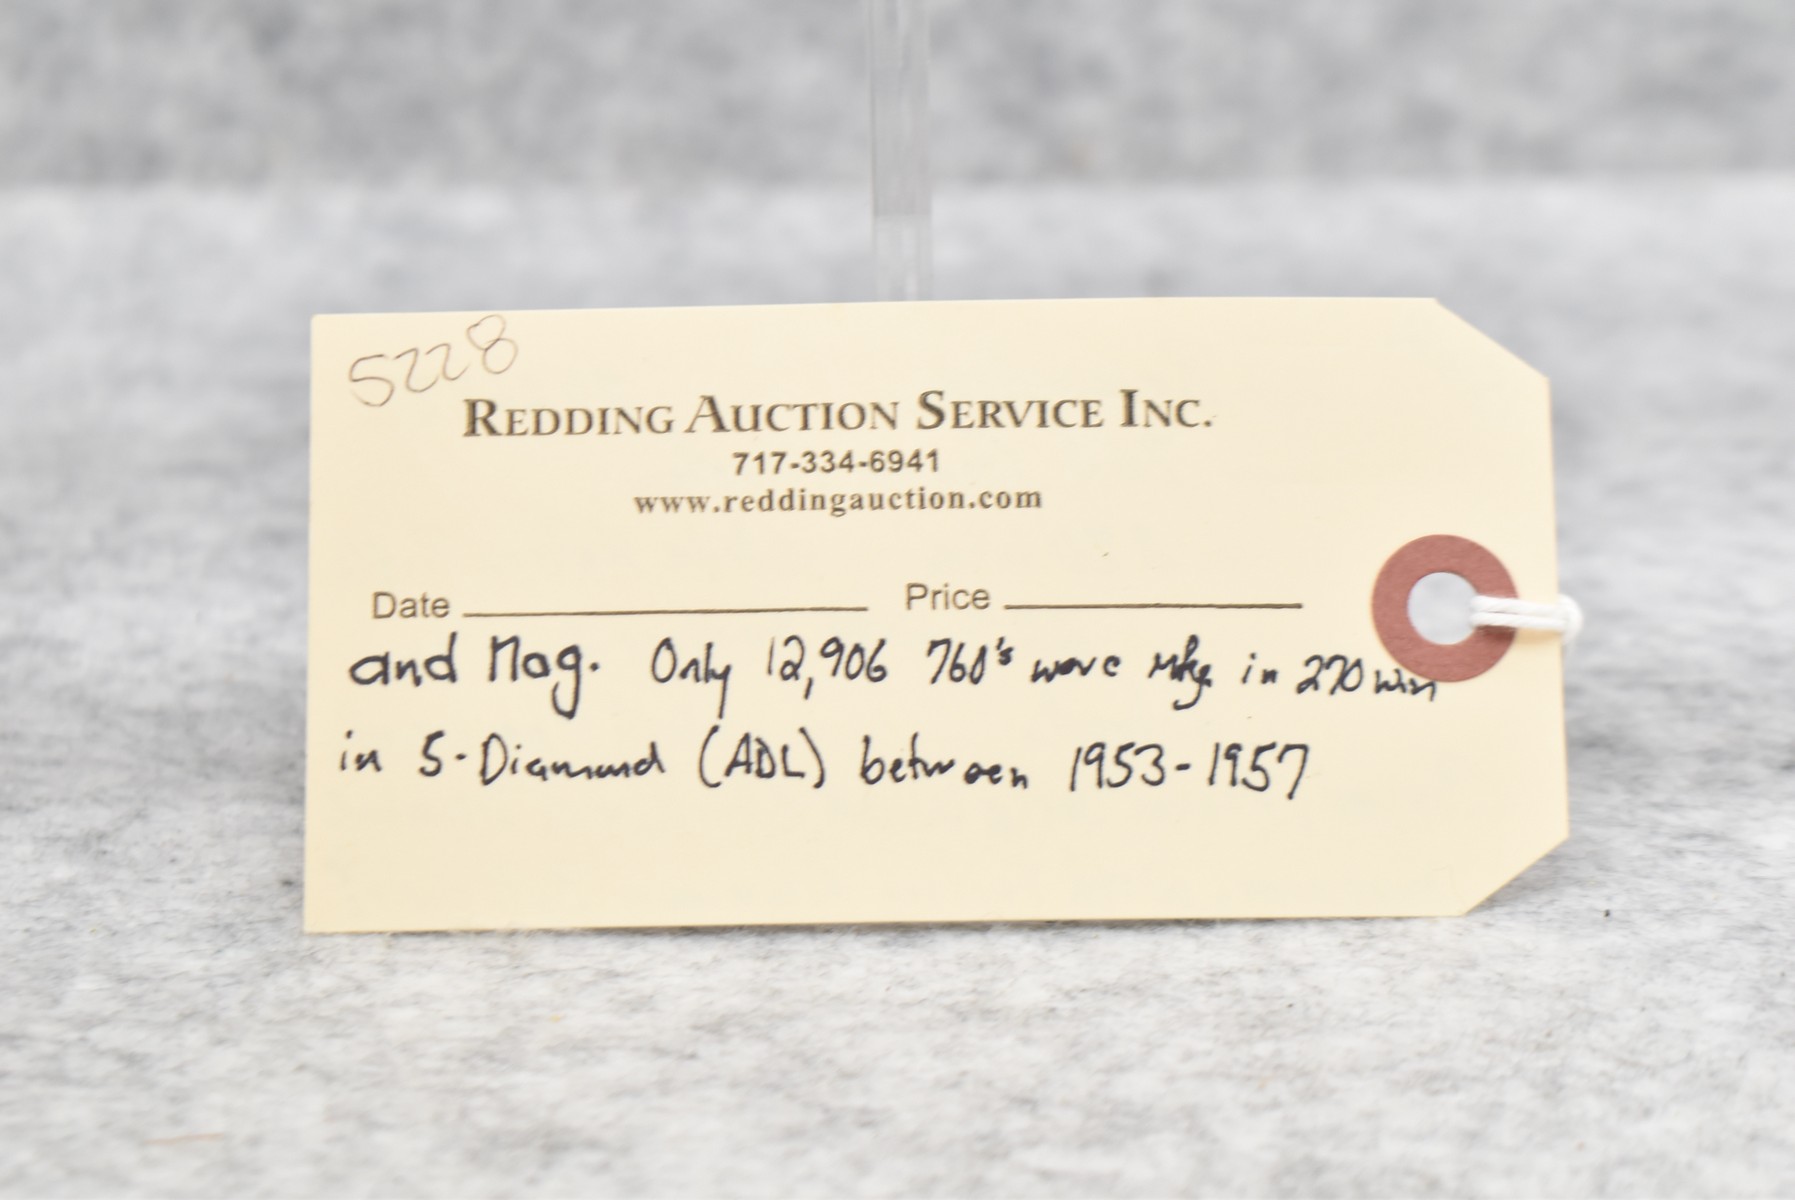 5228
REDDING AUCTION SERVICE INC.
717-334-6941
www.reddingauction.com
Date Price
and Mag. Only 12,906 760's were Mfg in 270 win
in 5-Diamond (ADL) between 1953-1957